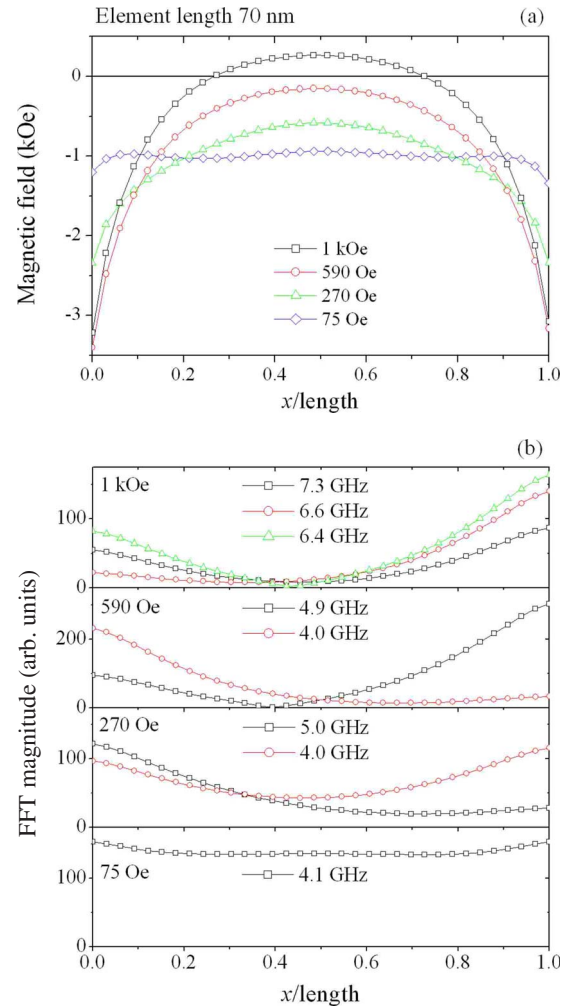 Element length 70 nm
(a)
Magnetic field (kOe)
0
-1
-2
-3
1 kOe
590 Oe
270 Oe
75 Oe
0.0 0.2 0.4 0.6 0.8 1.0
x/length
(b)
FFT magnitude (arb. units)
1 kOe
7.3 GHz
6.6 GHz
6.4 GHz
100
0
590 Oe
4.9 GHz
4.0 GHz
200
0
270 Oe
5.0 GHz
4.0 GHz
100
0
75 Oe
4.1 GHz
100
0
0.0 0.2 0.4 0.6 0.8 1.0
x/length